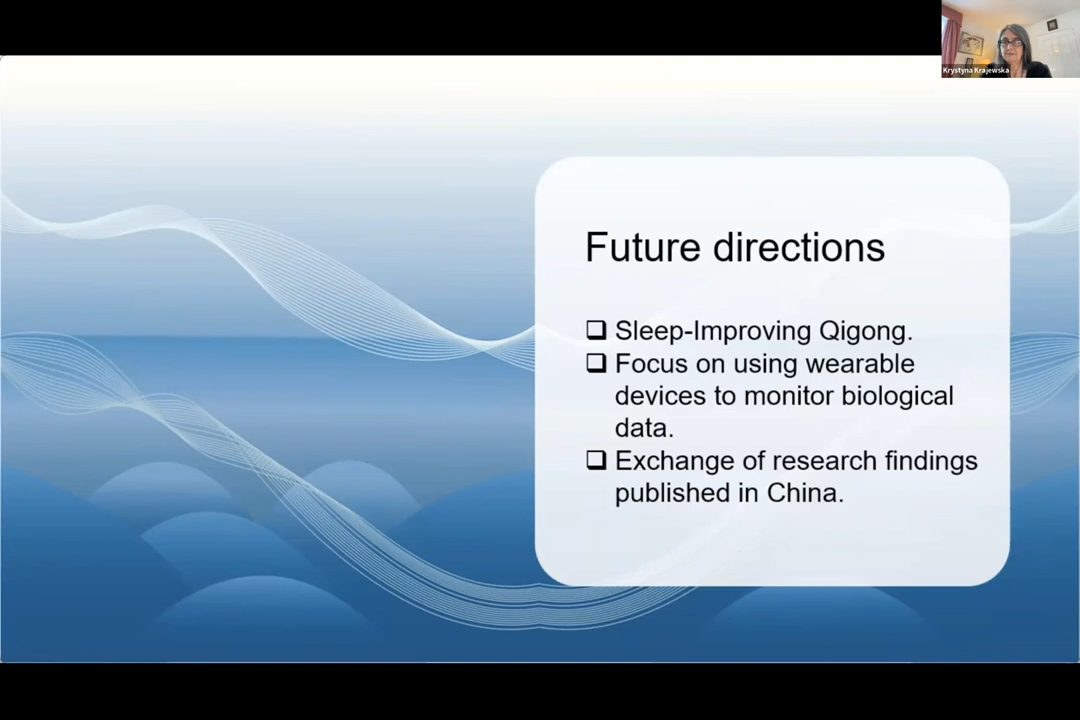 Krystyna Krajewska
Future directions
❑ Sleep-Improving Qigong.
❑ Focus on using wearable
devices to monitor biological
data.
❑ Exchange of research findings
published in China.